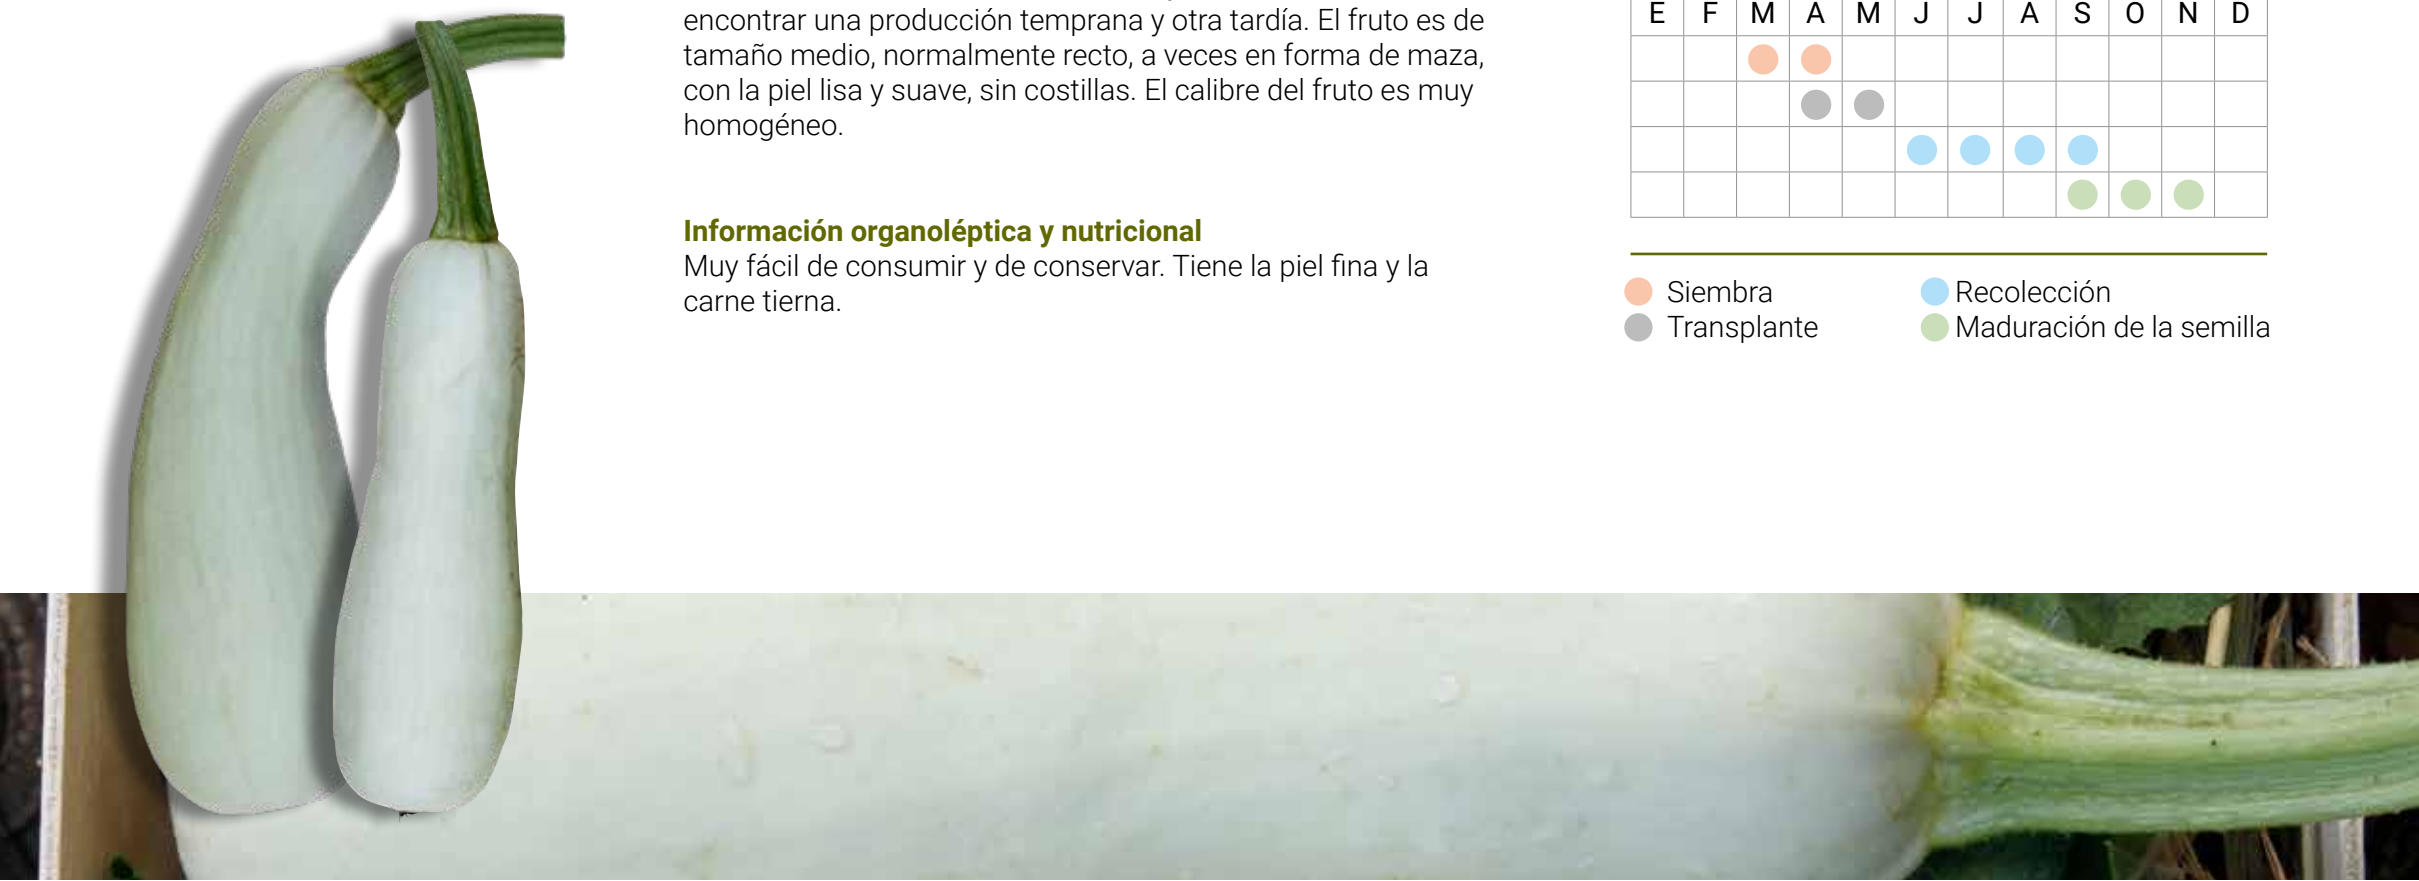 encontrar una producción temprana y otra tardía. El fruto es de
tamaño medio, normalmente recto, a veces en forma de maza,
con la piel lisa y suave, sin costillas. El calibre del fruto es muy
homogéneo.
Información organoléptica y nutricional
Muy fácil de consumir y de conservar. Tiene la piel fina y la
carne tierna.
E F M A M J J A S O N D
Siembra
Transplante
Recolección
Maduración de la semilla